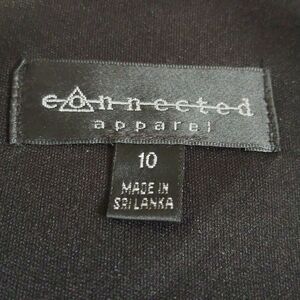 connected
apparel
10
MADE IN
SRI LANKA